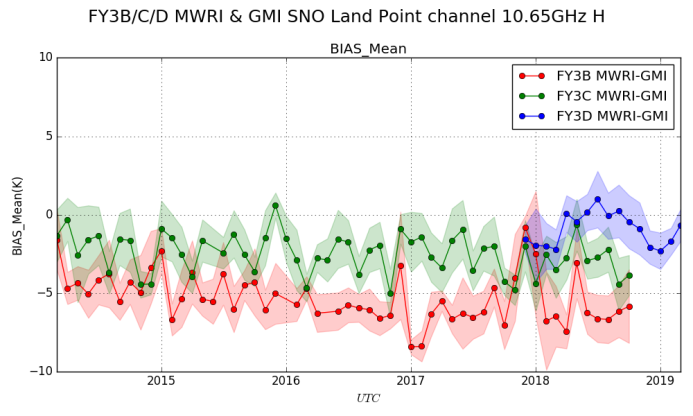 FY3B/C/D MWRI & GMI SNO Land Point channel 10.65GHz H
BIAS_Mean
10
5
0
−5
−10
BIAS_Mean(K)
FY3B MWRI-GMI
FY3C MWRI-GMI
FY3D MWRI-GMI
2015 2016 2017 2018 2019
UTC